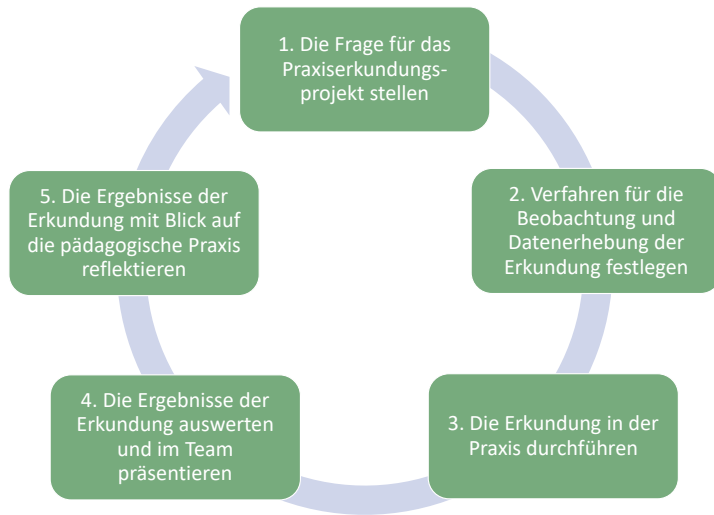 1. Die Frage für das
Praxiserkundungs-
projekt stellen
2. Verfahren für die
Beobachtung und
Datenerhebung der
Erkundung festlegen
3. Die Erkundung in der
Praxis durchführen
4. Die Ergebnisse der
Erkundung auswerten
und im Team
präsentieren
5. Die Ergebnisse der
Erkundung mit Blick auf
die pädagogische Praxis
reflektieren